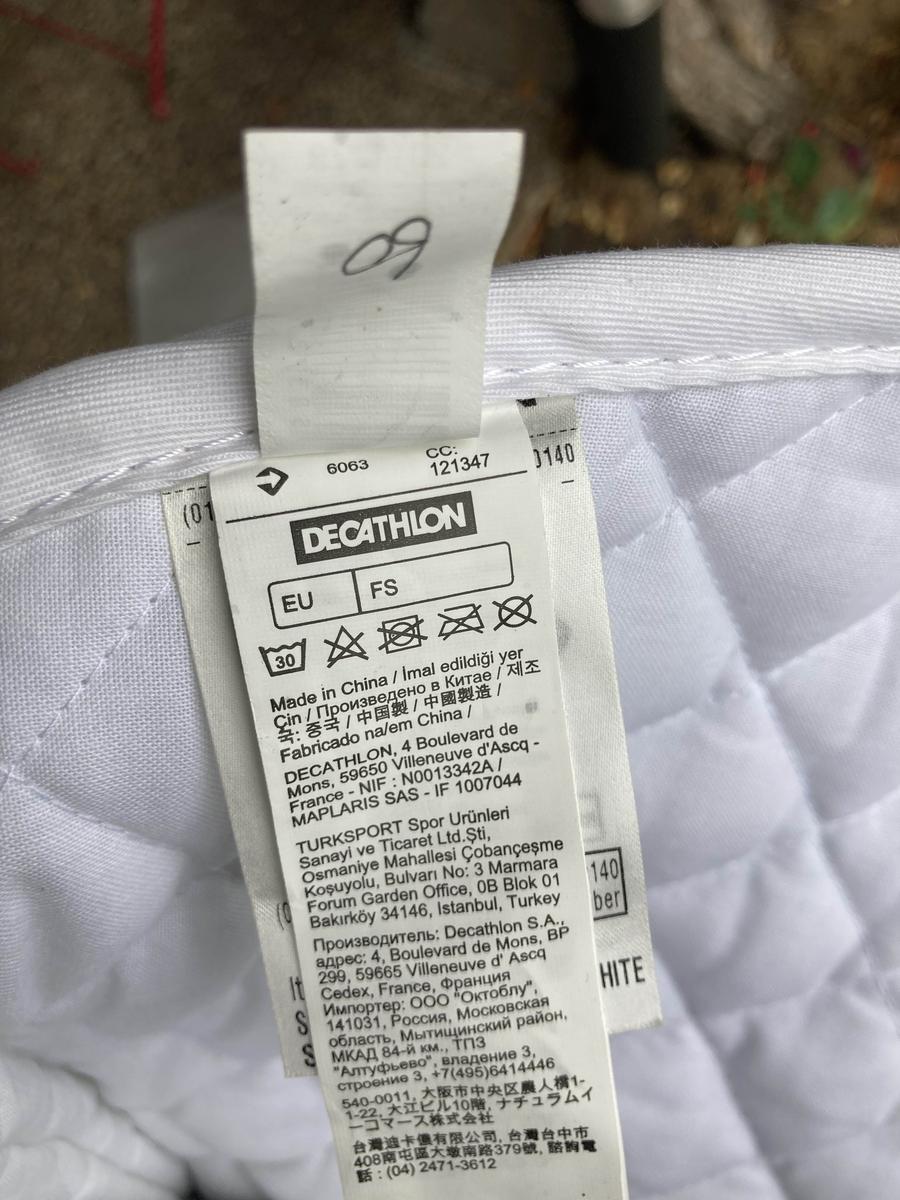 09
6063
CC:
121347
0140
(01
DECATHLON
EU
FS
30
Made in China / İmal edildiği yer
Çin / Произведено в Китае / 제조
국: 중국 / 中国製 / 中國製造 /
Fabricado na/em China /
DECATHLON, 4 Boulevard de
Mons, 59650 Villeneuve d'Ascq -
France - NIF : N0013342A /
MAPLARIS SAS - IF 1007044
TURKSPORT Spor Urünleri
Sanayi ve Ticaret Ltd.Şti,
Osmaniye Mahallesi Çobançeşme
Koşuyolu, Bulvarı No: 3 Marmara
Forum Garden Office, 0B Blok 01
Bakırköy 34146, Istanbul, Turkey
140
ber
Производитель: Decathlon S.A.,
адрес: 4, Boulevard de Mons, BP
299, 59665 Villeneuve d' Ascq
Cedex, France, Франция
Импортер: ООО "Октоблу",
141031, Россия, Московская
область, Мытищинский район,
МКАД 84-й км., ТПЗ
"Алтуфьево", владение 3,
строение 3, +7(495)6414446
HITE
540-0011, 大阪市中央区農人橋1-
1-22, 大江ビル10階, ナチュラムイ
ーコマース株式会社
台灣迪卡儂有限公司, 台灣台中市
408南屯區大墩南路379號, 諮詢電
話 : (04) 2471-3612